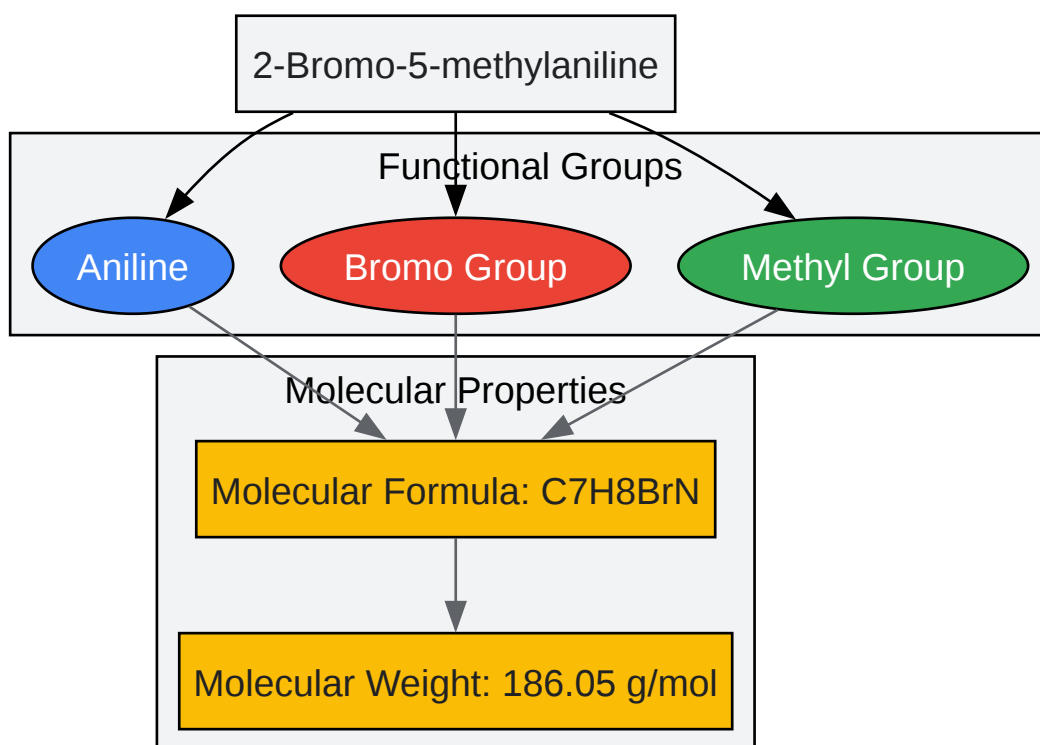 2-Bromo-5-methylaniline
Functional Groups
Aniline
Bromo Group
Methyl Group
Molecular Properties
Molecular Formula: C7H8BrN
Molecular Weight: 186.05 g/mol